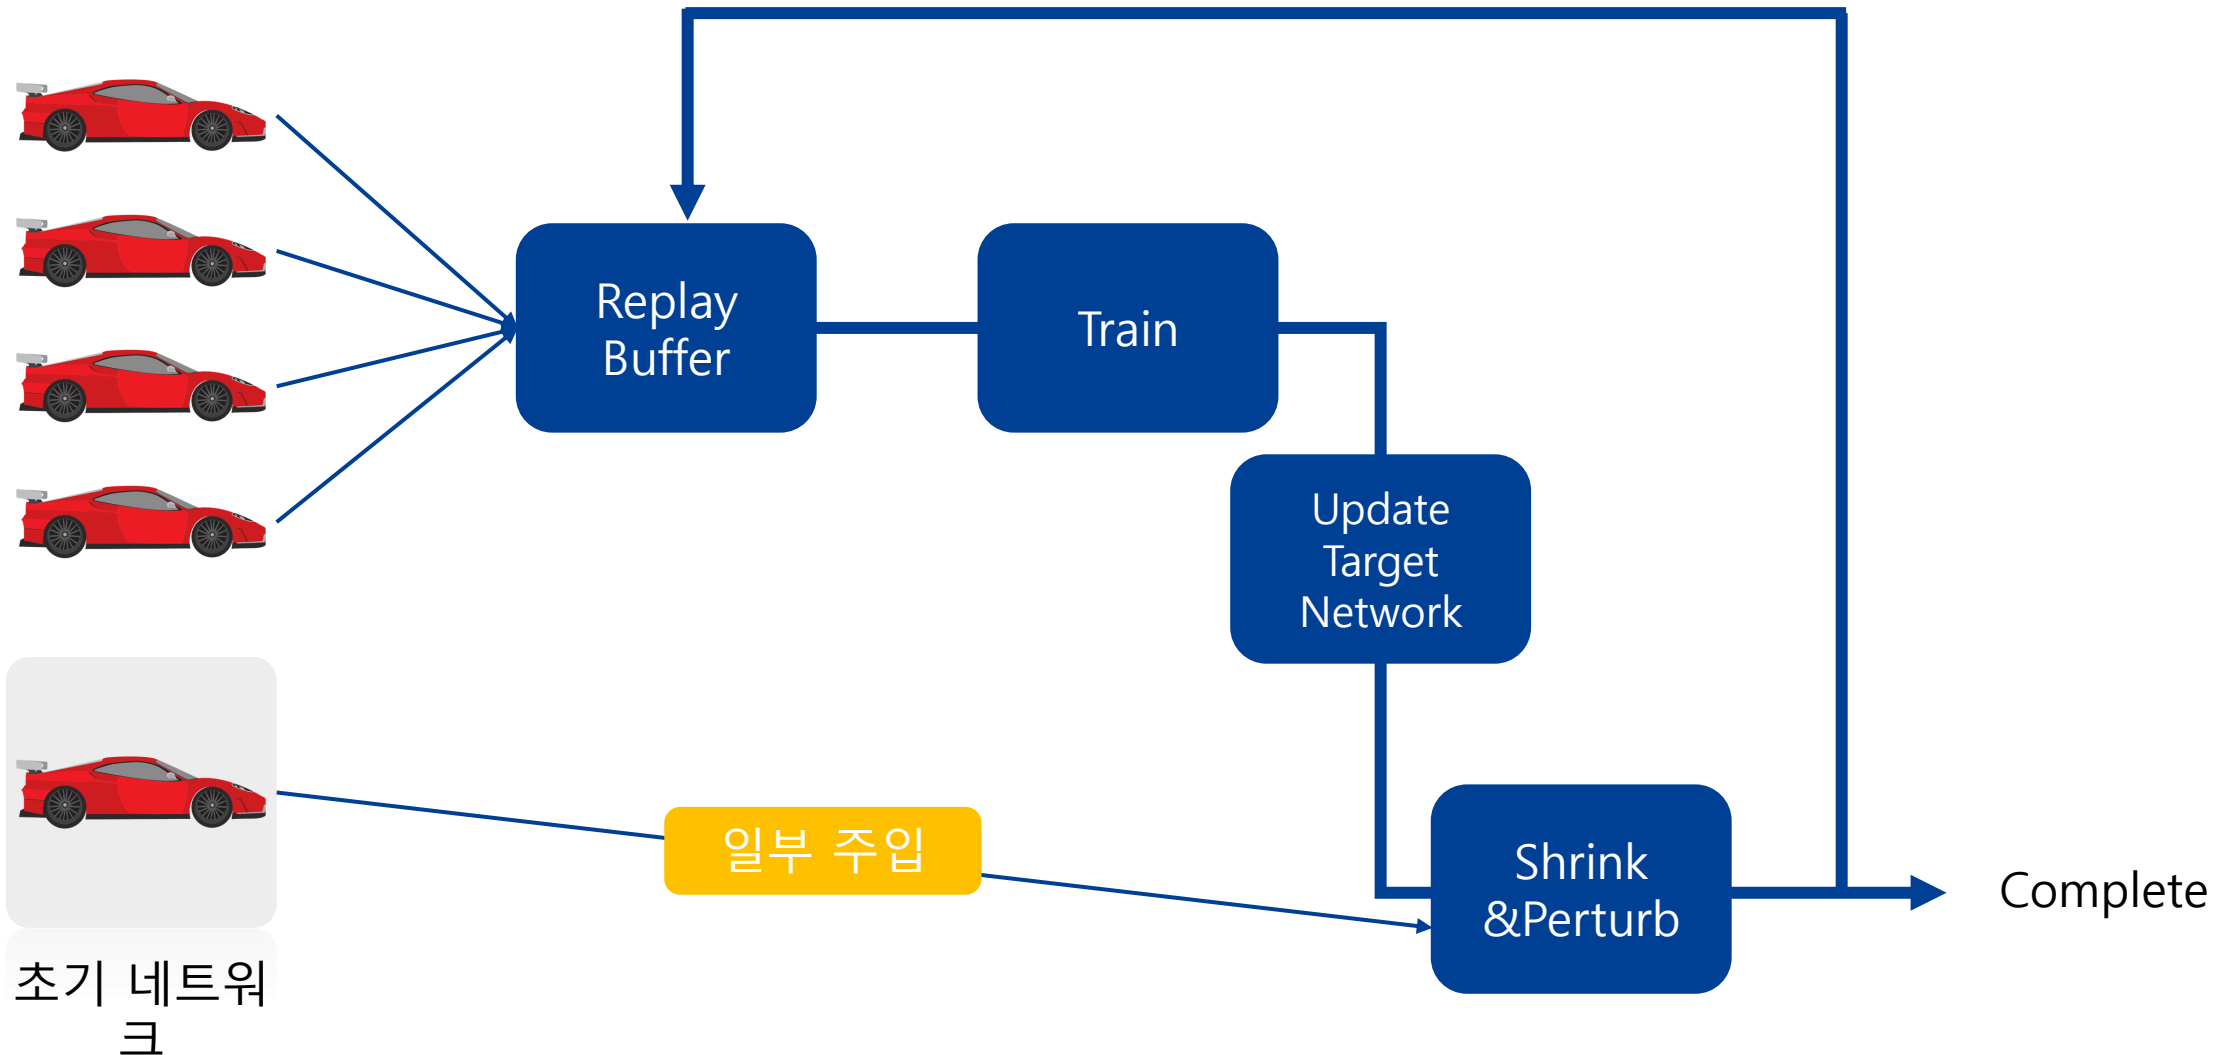 Replay
Buffer
Train
Update
Target
Network
일부 주입
Shrink
&Perturb
Complete
초기 네트워
크